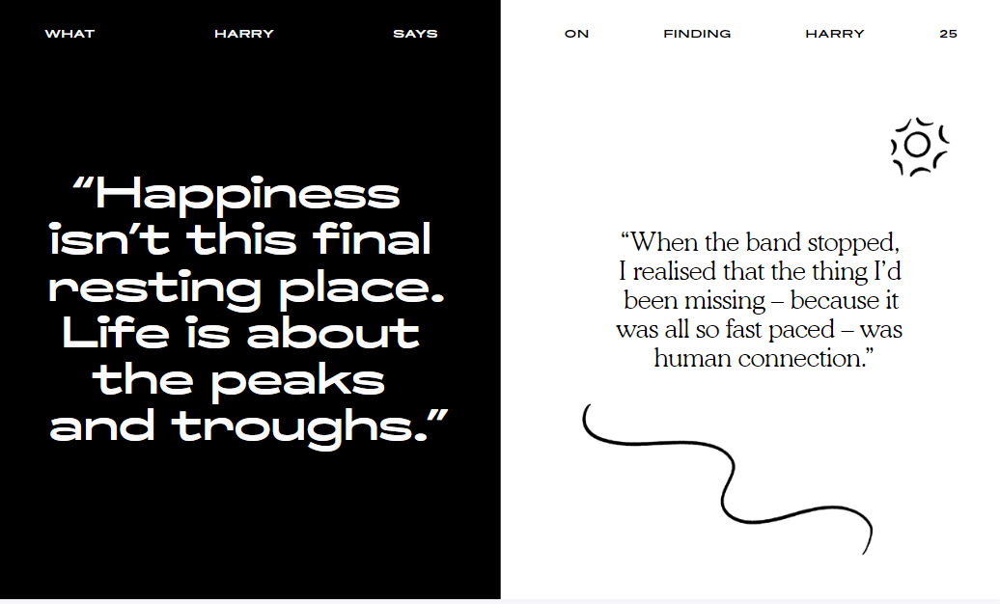 WHAT HARRY SAYS
“Happiness
isn’t this final
resting place.
Life is about
the peaks
and troughs.”
ON FINDING HARRY 25
“When the band stopped,
I realised that the thing I’d
been missing – because it
was all so fast paced – was
human connection.”